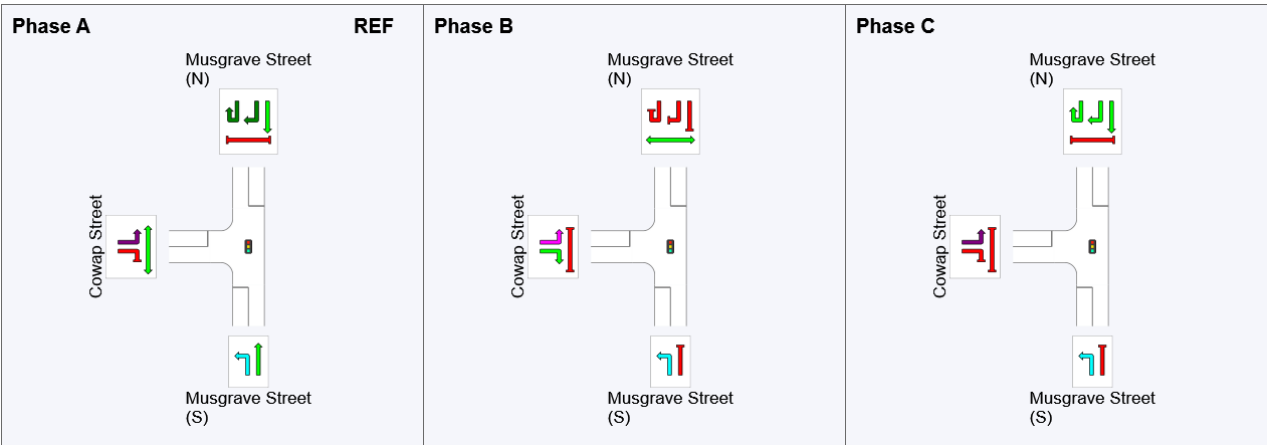 Phase A
REF
Musgrave Street
(N)
Cowap Street
Musgrave Street
(S)
Phase B
Musgrave Street
(N)
Cowap Street
Musgrave Street
(S)
Phase C
Musgrave Street
(N)
Cowap Street
Musgrave Street
(S)